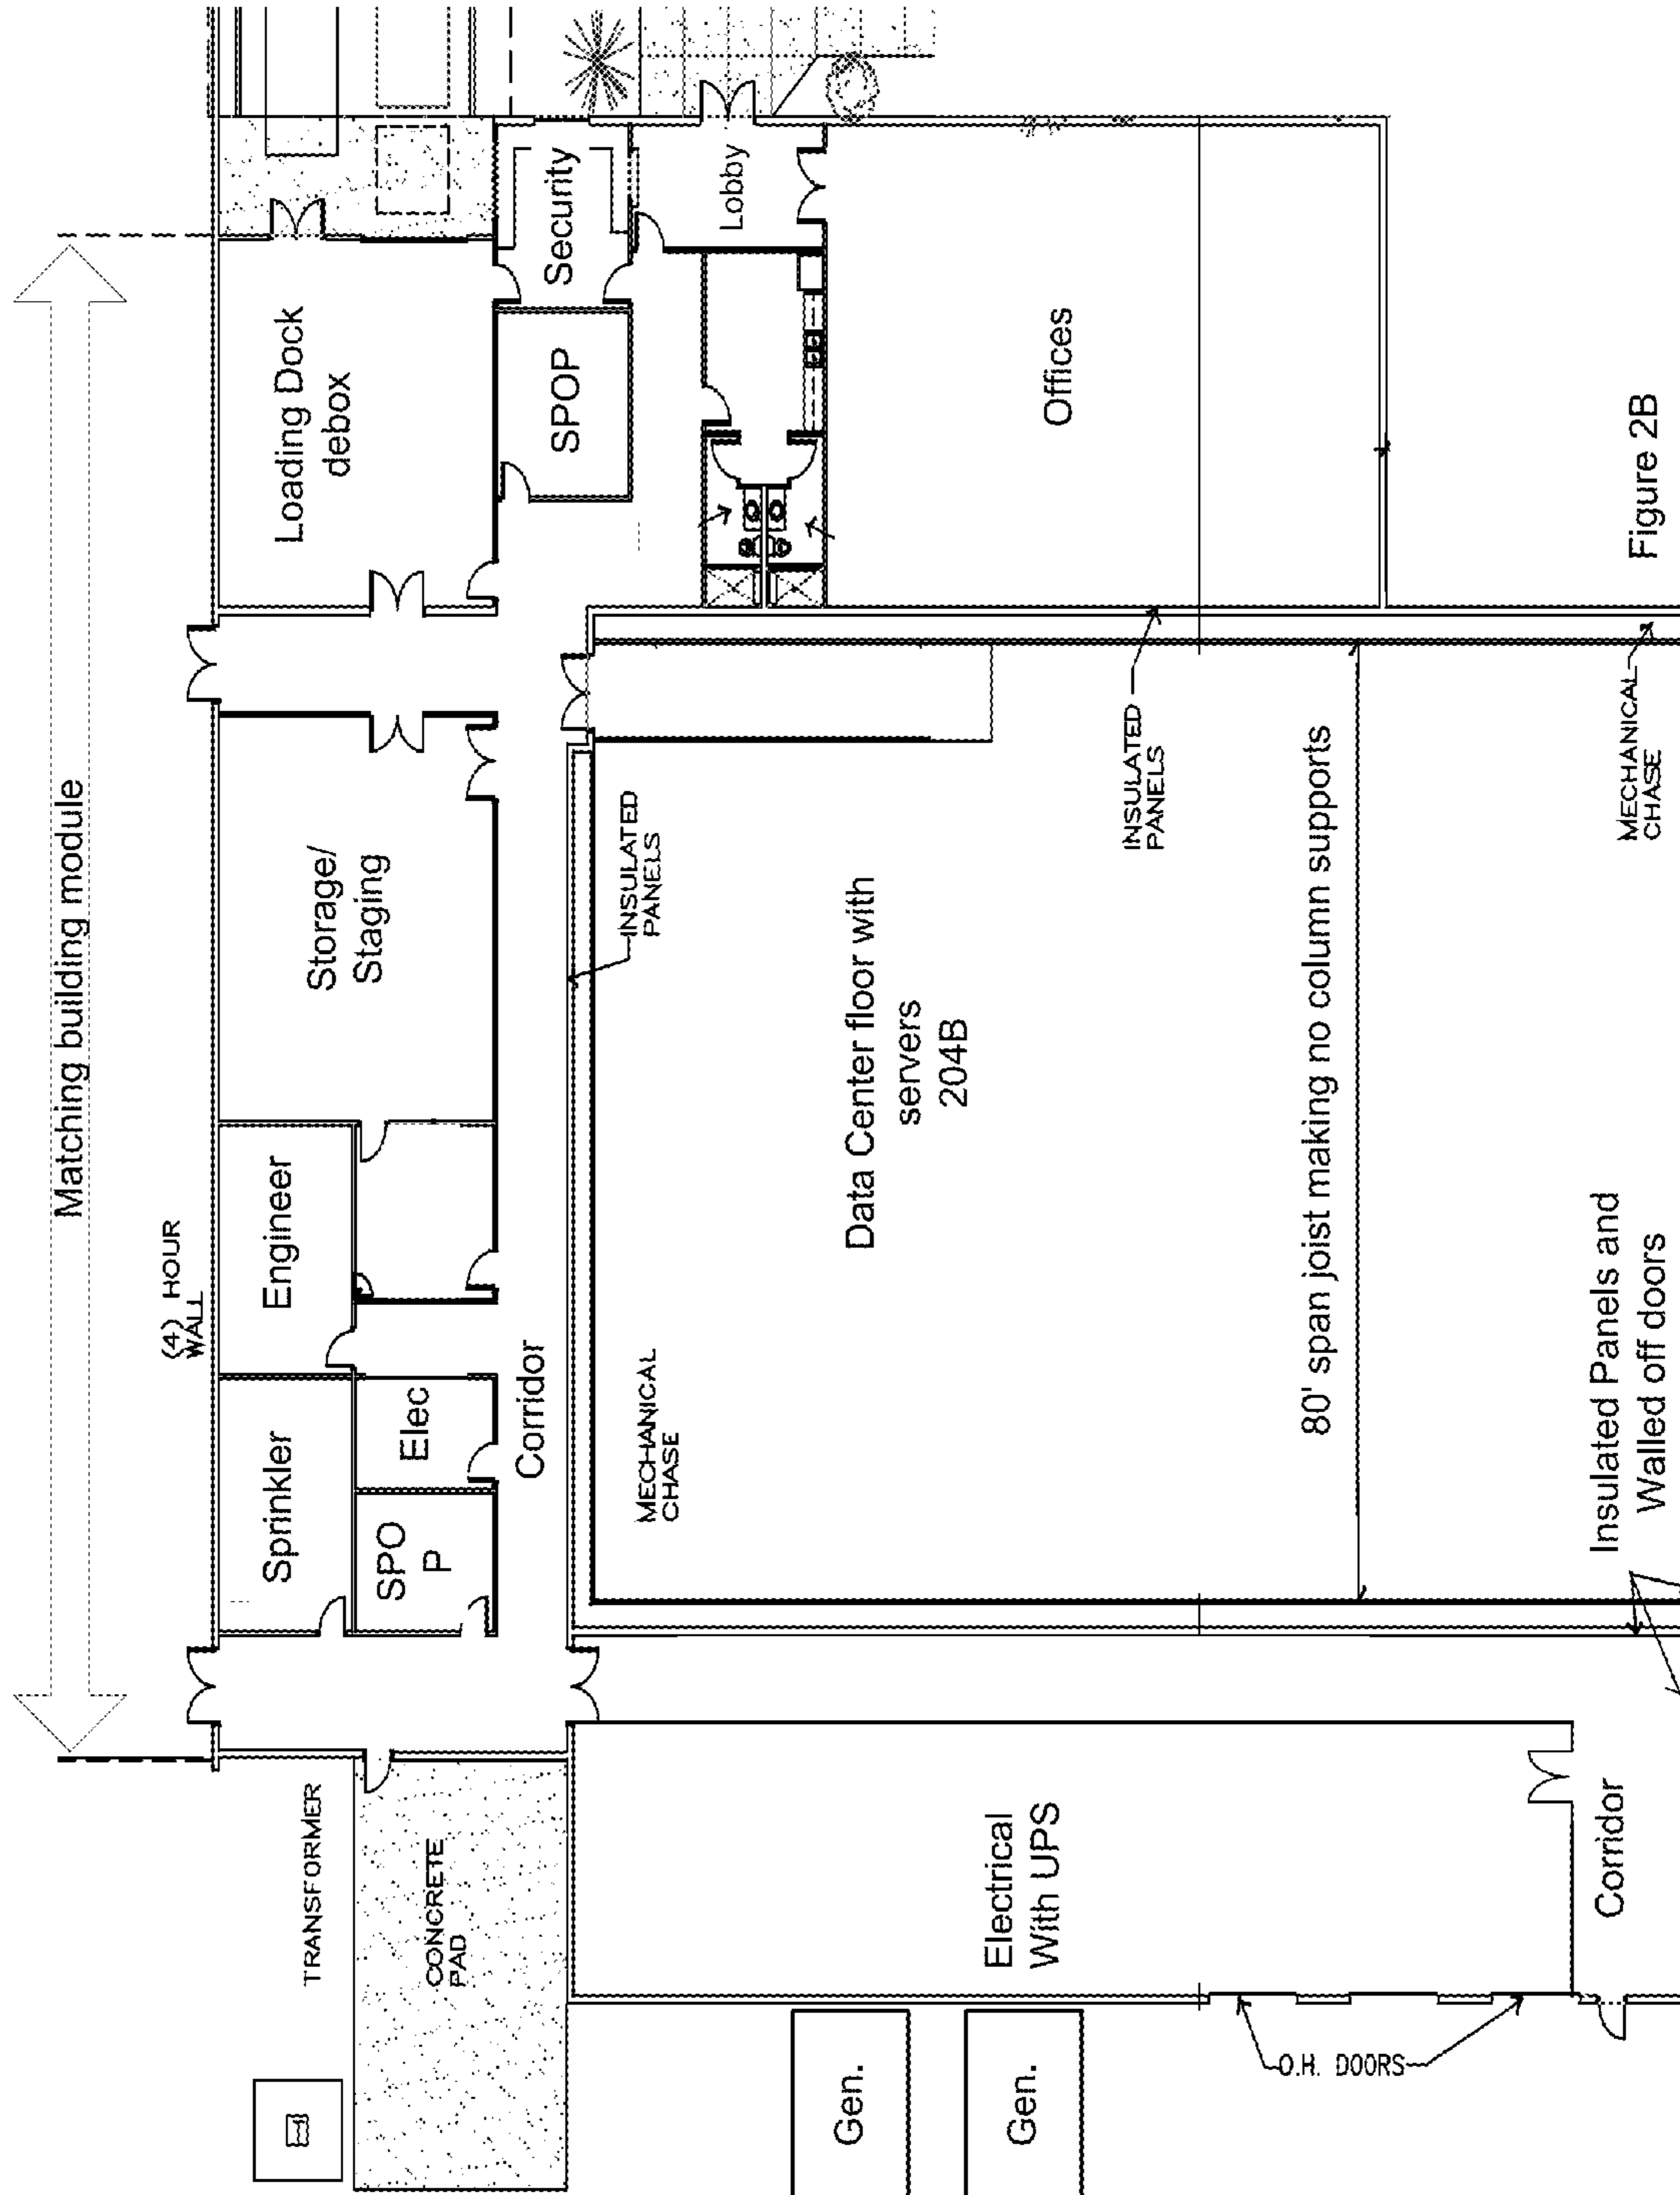 Matching building module
(4) HOUR
WALL
TRANSFORMER
CONCRETE
PAD
Sprinkler
Engineer
Storage/
Staging
Loading Dock
debox
SPO
P
Elec
SPOP
Security
Corridor
Lobby
INSULATED
PANELS
MECHANICAL
CHASE
Gen.
Gen.
Electrical
With UPS
Data Center floor with
servers
204B
Offices
INSULATED
PANELS
80' span joist making no column supports
O.H. DOORS
Corridor
Insulated Panels and
Walled off doors
MECHANICAL
CHASE
Figure 2B